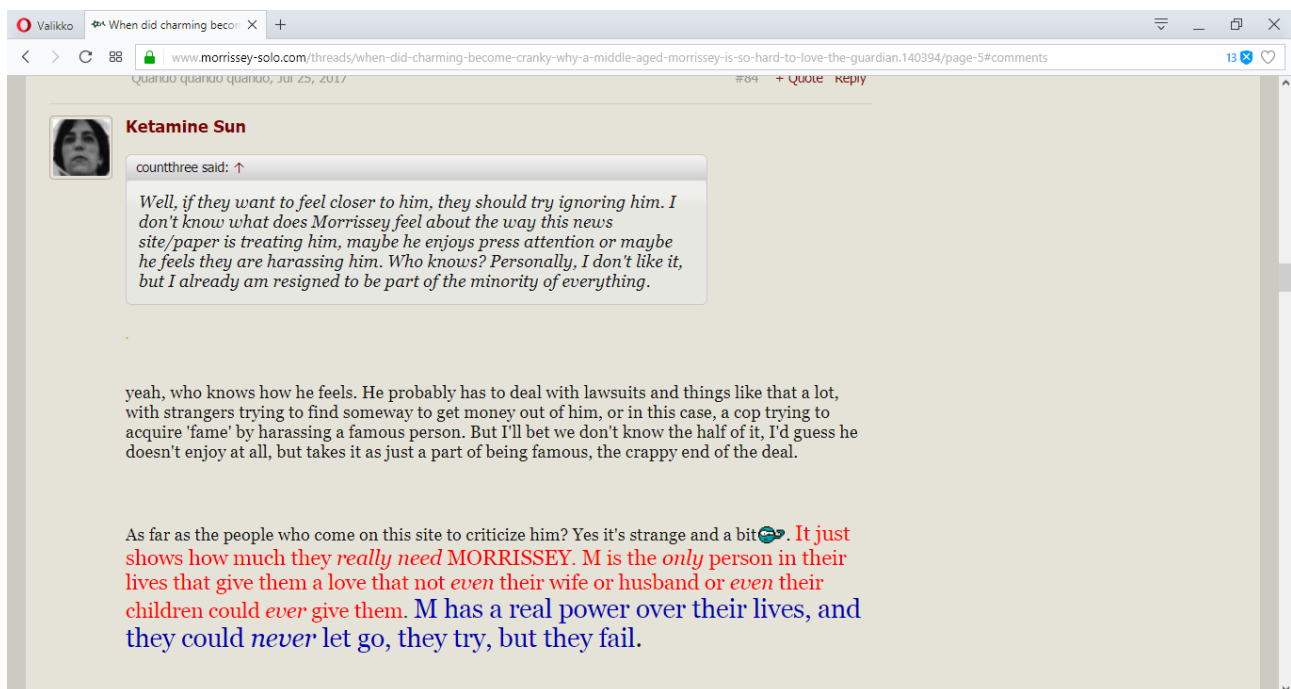 Valikko
When did charming becom
www.morrissey-solo.com/threads/when-did-charming-become-cranky-why-a-middle-aged-morrissey-is-so-hard-to-love-the-guardian.140394/page-5#comments
13
Quando quando quando, Jul 25, 2017 #84 + Quote Reply
Ketamine Sun
countthree said: ↑
Well, if they want to feel closer to him, they should try ignoring him. I
don't know what does Morrissey feel about the way this news
site/paper is treating him, maybe he enjoys press attention or maybe
he feels they are harassing him. Who knows? Personally, I don't like it,
but I already am resigned to be part of the minority of everything.
.
yeah, who knows how he feels. He probably has to deal with lawsuits and things like that a lot,
with strangers trying to find someway to get money out of him, or in this case, a cop trying to
acquire 'fame' by harassing a famous person. But I'll bet we don't know the half of it, I'd guess he
doesn't enjoy at all, but takes it as just a part of being famous, the crappy end of the deal.
As far as the people who come on this site to criticize him? Yes it's strange and a bit. It just
shows how much they really need MORRISSEY. M is the only person in their
lives that give them a love that not even their wife or husband or even their
children could ever give them. M has a real power over their lives, and
they could never let go, they try, but they fail.